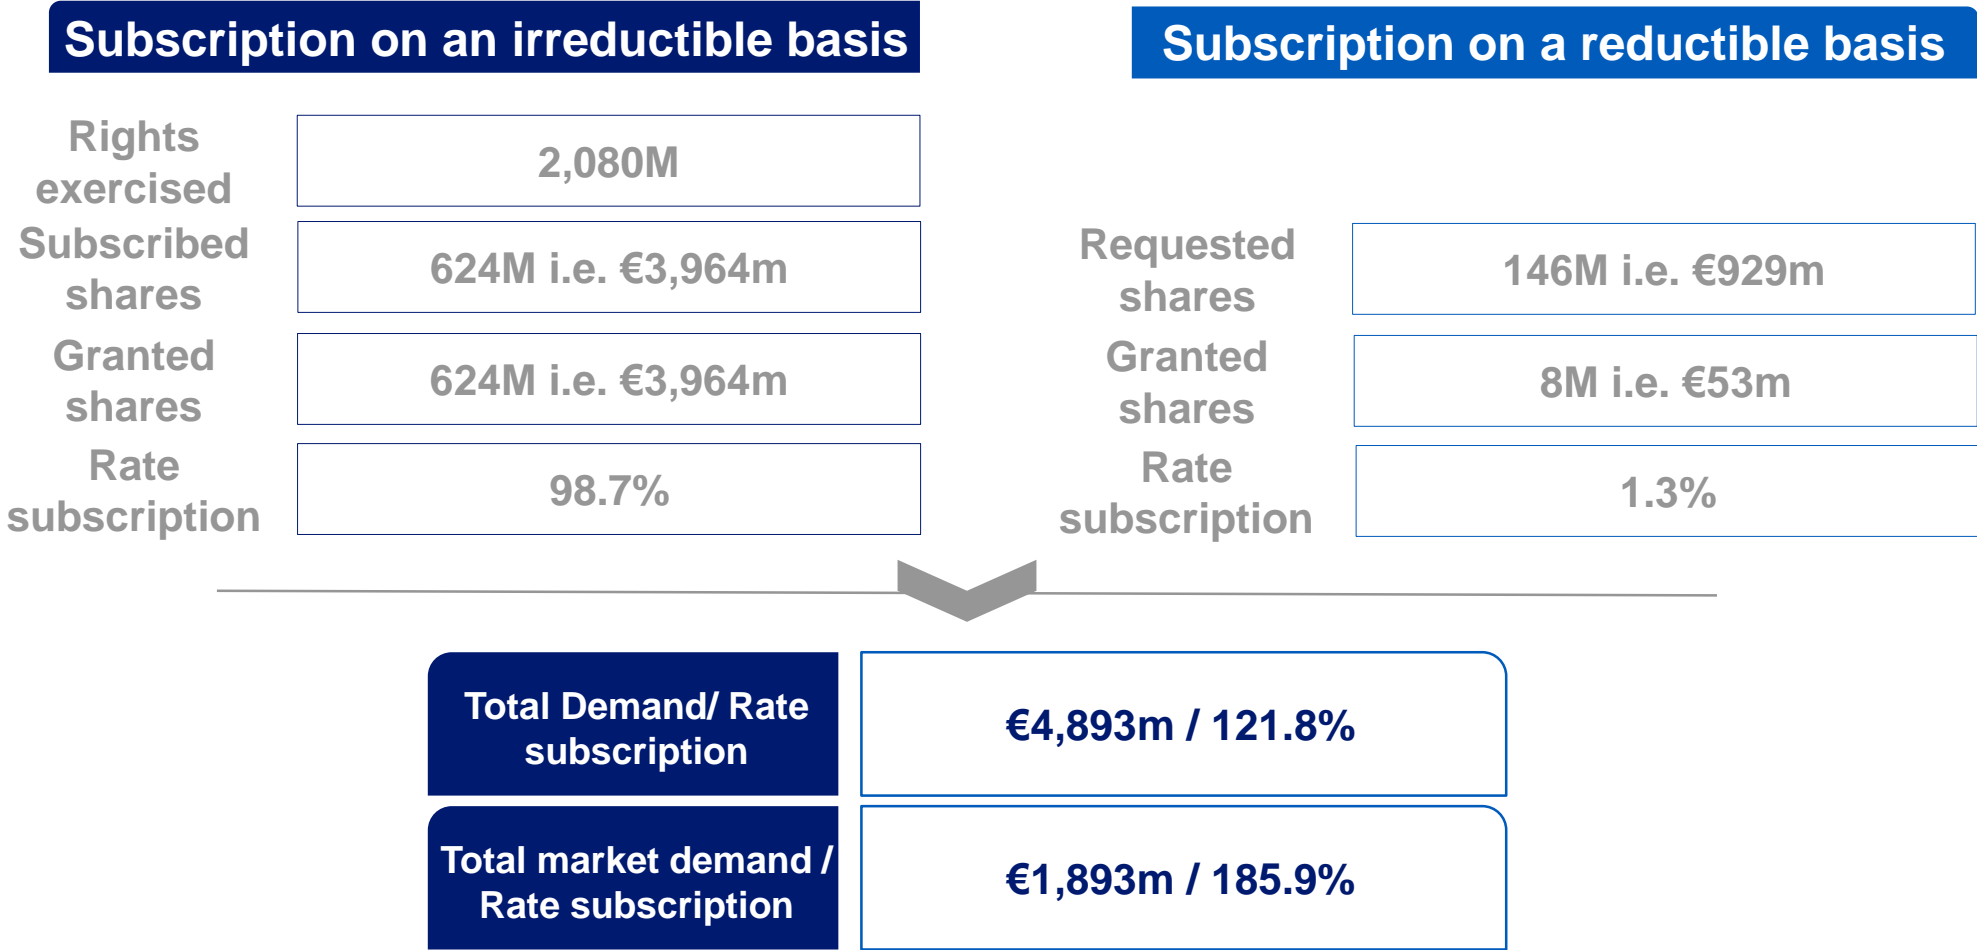 Subscription on an irreductible basis
Rights
exercised
2,080M
Subscribed
shares
624M i.e. €3,964m
Granted
shares
624M i.e. €3,964m
Rate
subscription
98.7%
Subscription on a reductible basis
Requested
shares
146M i.e. €929m
Granted
shares
8M i.e. €53m
Rate
subscription
1.3%
Total Demand/ Rate
subscription
€4,893m / 121.8%
Total market demand /
Rate subscription
€1,893m / 185.9%